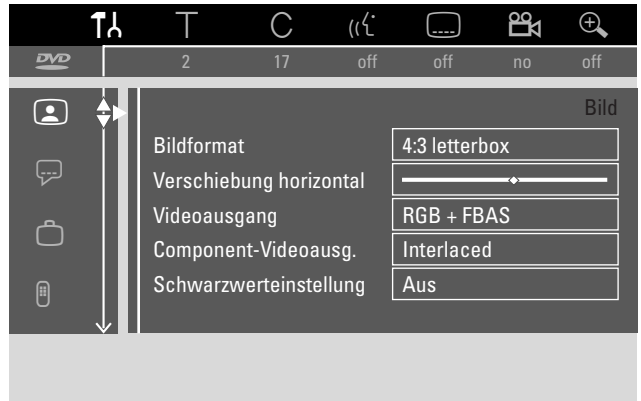 T C
DVD 2 17 off off no off
Bild
Bildformat 4:3 letterbox
Verschiebung horizontal
Videoausgang RGB + FBAS
Component-Videoausg. Interlaced
Schwarzwerteinstellung Aus